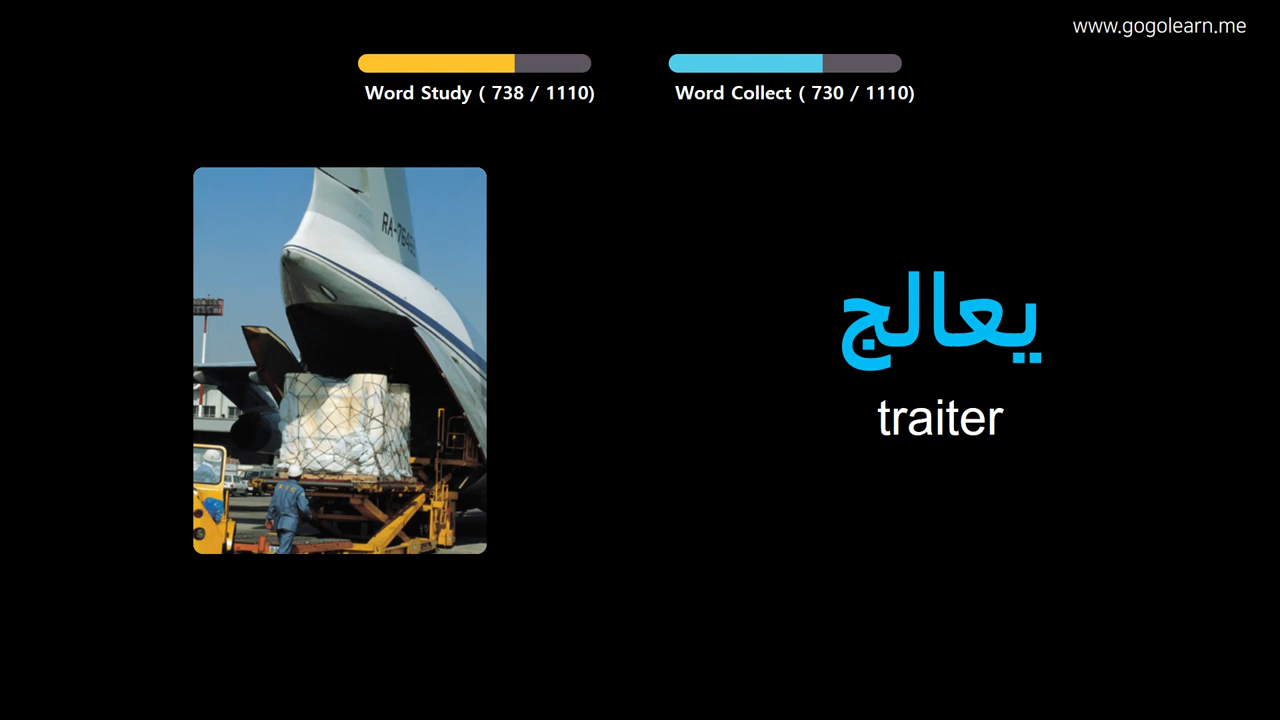 www.gogolearn.me
Word Study ( 738 / 1110)
Word Collect ( 730 / 1110)
يعالج
traiter